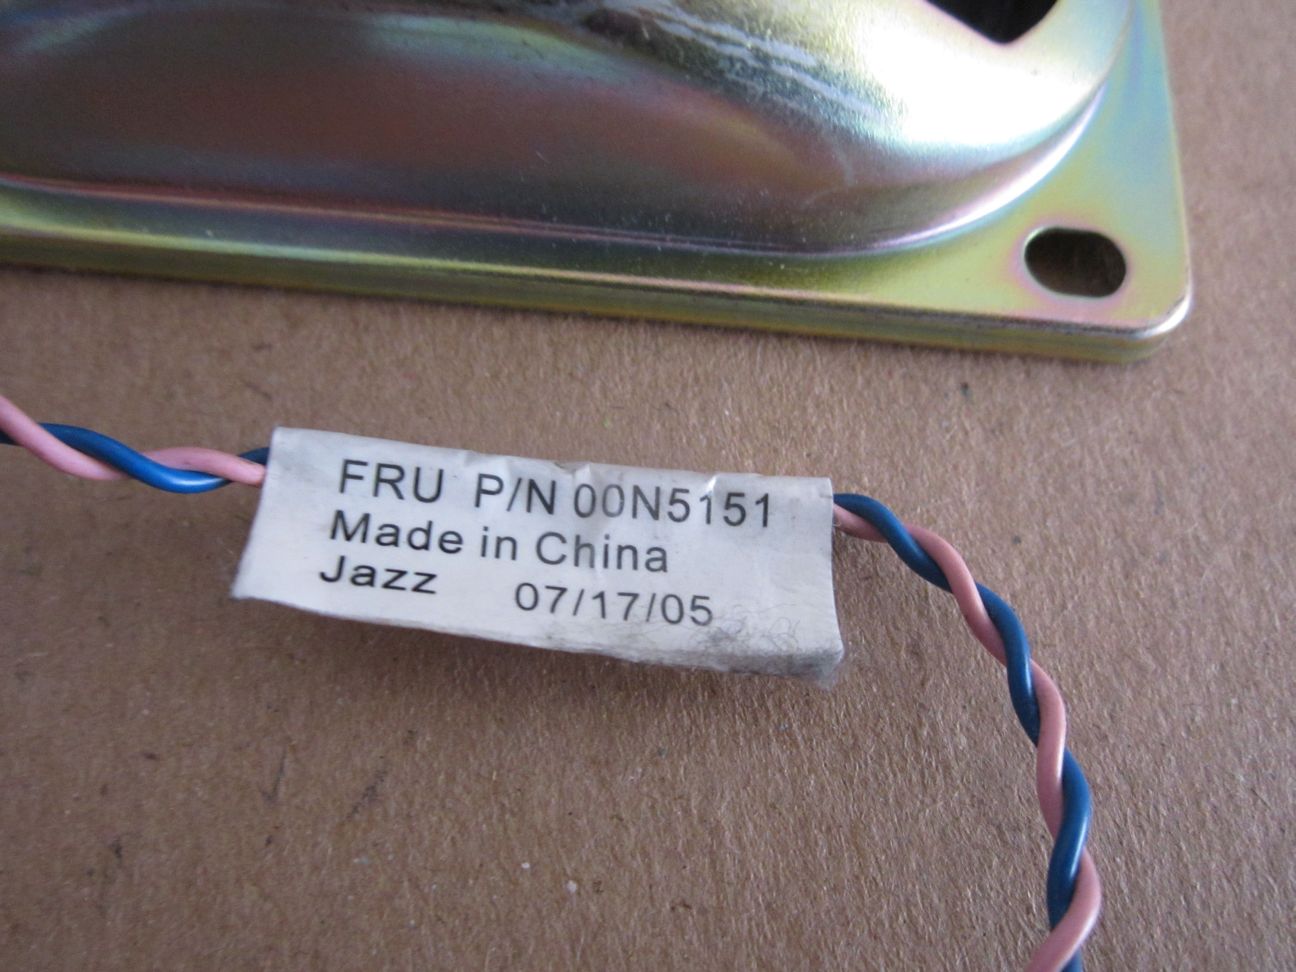 FRU P/N 00N5151
Made in China
Jazz 07/17/05